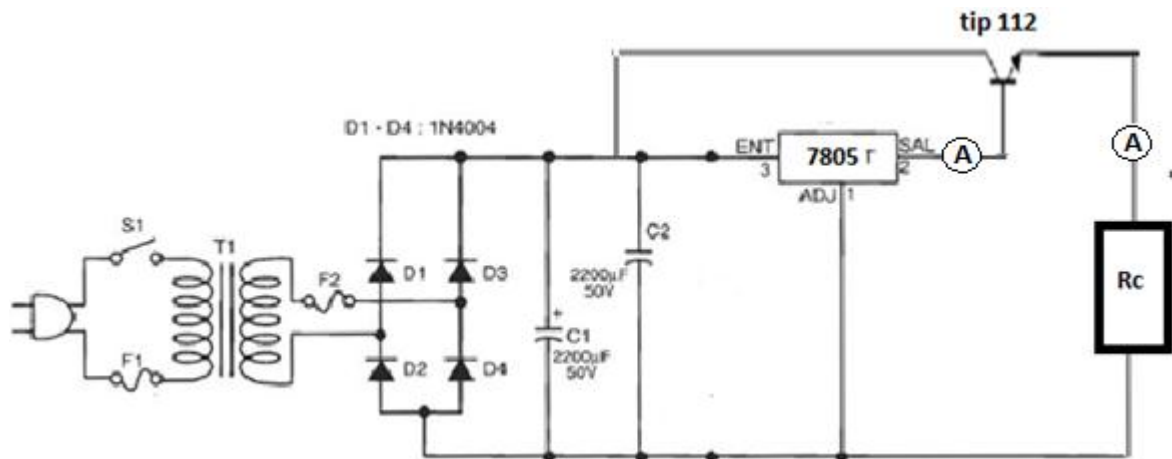 tip 112
D1 - D4 : 1N4004
ENT
7805
SAL
A
A
3
2
ADJ
1
S1
T1
F2
D1
D3
C2
2200µF
50V
Rc
F1
D2
D4
+
C1
2200µF
50V